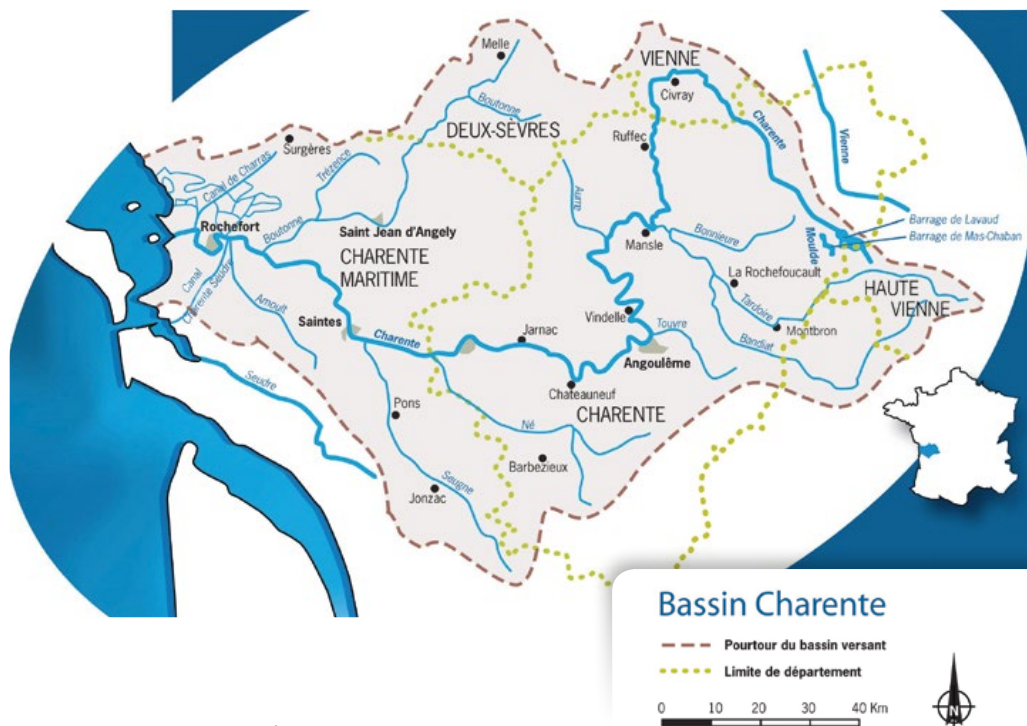 Melle
VIENNE
Civray
Boutonne
DEUX-SÈVRES
Charente
Vienne
Ruffec
Surgères
Canal de Charras
Trézence
Aume
Barrage de Lavaud
Barrage de Mas-Chaban
Rochefort
Boutonne
Saint Jean d'Angely
Mansle
Bonnieure
Moulde
CHARENTE
MARITIME
La Rochefoucault
HAUTE
VIENNE
Canal
Charente Seudre
Arnoult
Tardoire
Vindelle
Touvre
Montbron
Saintes
Charente
Jarnac
Bandiat
Angoulême
Seudre
Chateauneuf
CHARENTE
Pons
Né
Barbezieux
Seugne
Jonzac
Bassin Charente
Pourtour du bassin versant
Limite de département
0 10 20 30 40 Km
N